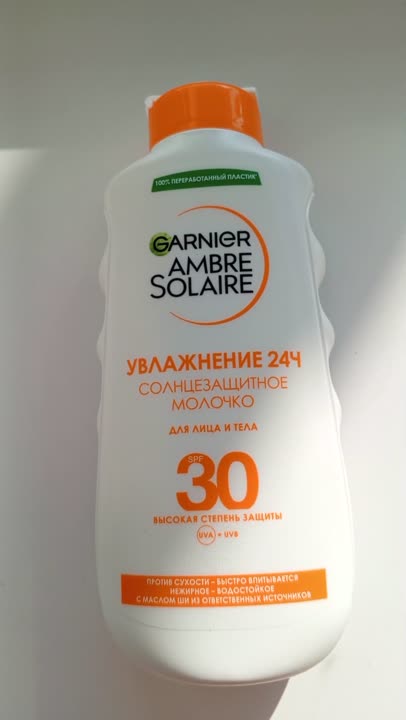 100% ПЕРЕРАБОТАННЫЙ ПЛАСТИК*
GARNIER
AMBRE
SOLAIRE
УВЛАЖНЕНИЕ 24Ч
СОЛНЦЕЗАЩИТНОЕ
МОЛОЧКО
ДЛЯ ЛИЦА И ТЕЛА
SPF
30
ВЫСОКАЯ СТЕПЕНЬ ЗАЩИТЫ
UVA + UVB
ПРОТИВ СУХОСТИ – БЫСТРО ВПИТЫВАЕТСЯ
НЕЖИРНОЕ – ВОДОСТОЙКОЕ
С МАСЛОМ ШИ ИЗ ОТВЕТСТВЕННЫХ ИСТОЧНИКОВ